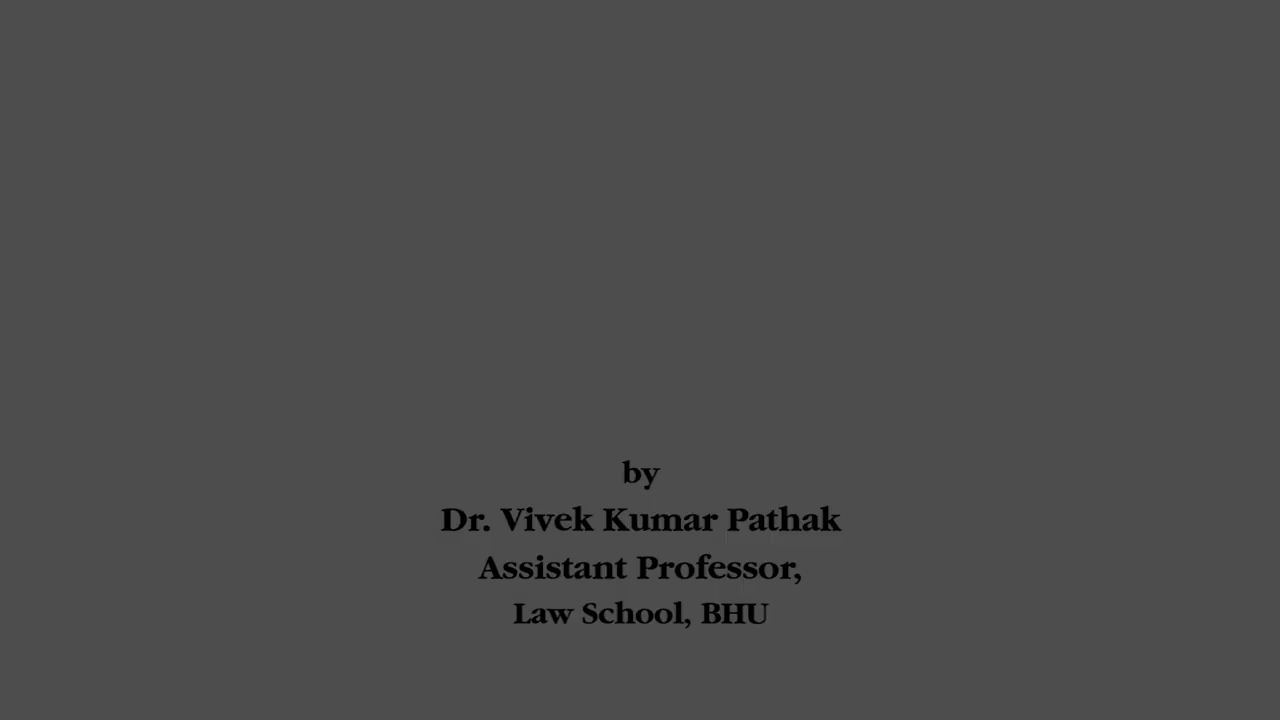 by
Dr. Vivek Kumar Pathak
Assistant Professor,
Law School, BHU